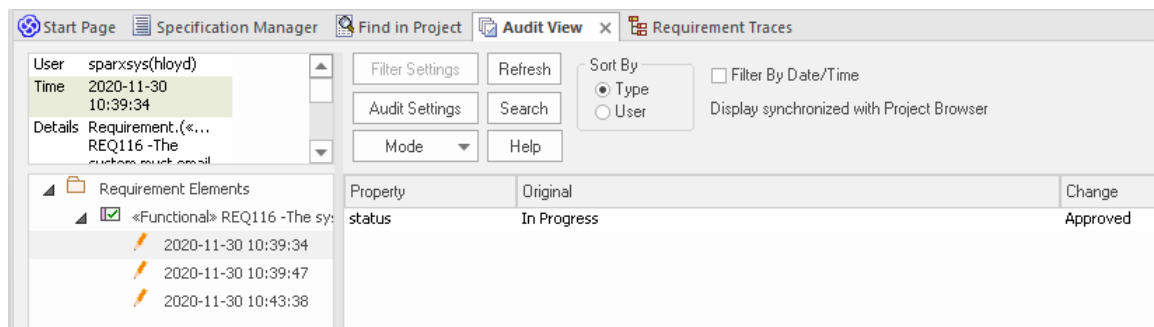 Start Page Specification Manager Find in Project Audit View Requirement Traces
User sparxsys(hloyd)
Time 2020-11-30
10:39:34
Details Requirement.(«...
REQ116 -The
system must email
Filter Settings Refresh
Audit Settings Search
Mode Help
Sort By
Type
User
Filter By Date/Time
Display synchronized with Project Browser
Requirement Elements
«Functional» REQ116 -The sy
2020-11-30 10:39:34
2020-11-30 10:39:47
2020-11-30 10:43:38
Property Original Change
status In Progress Approved